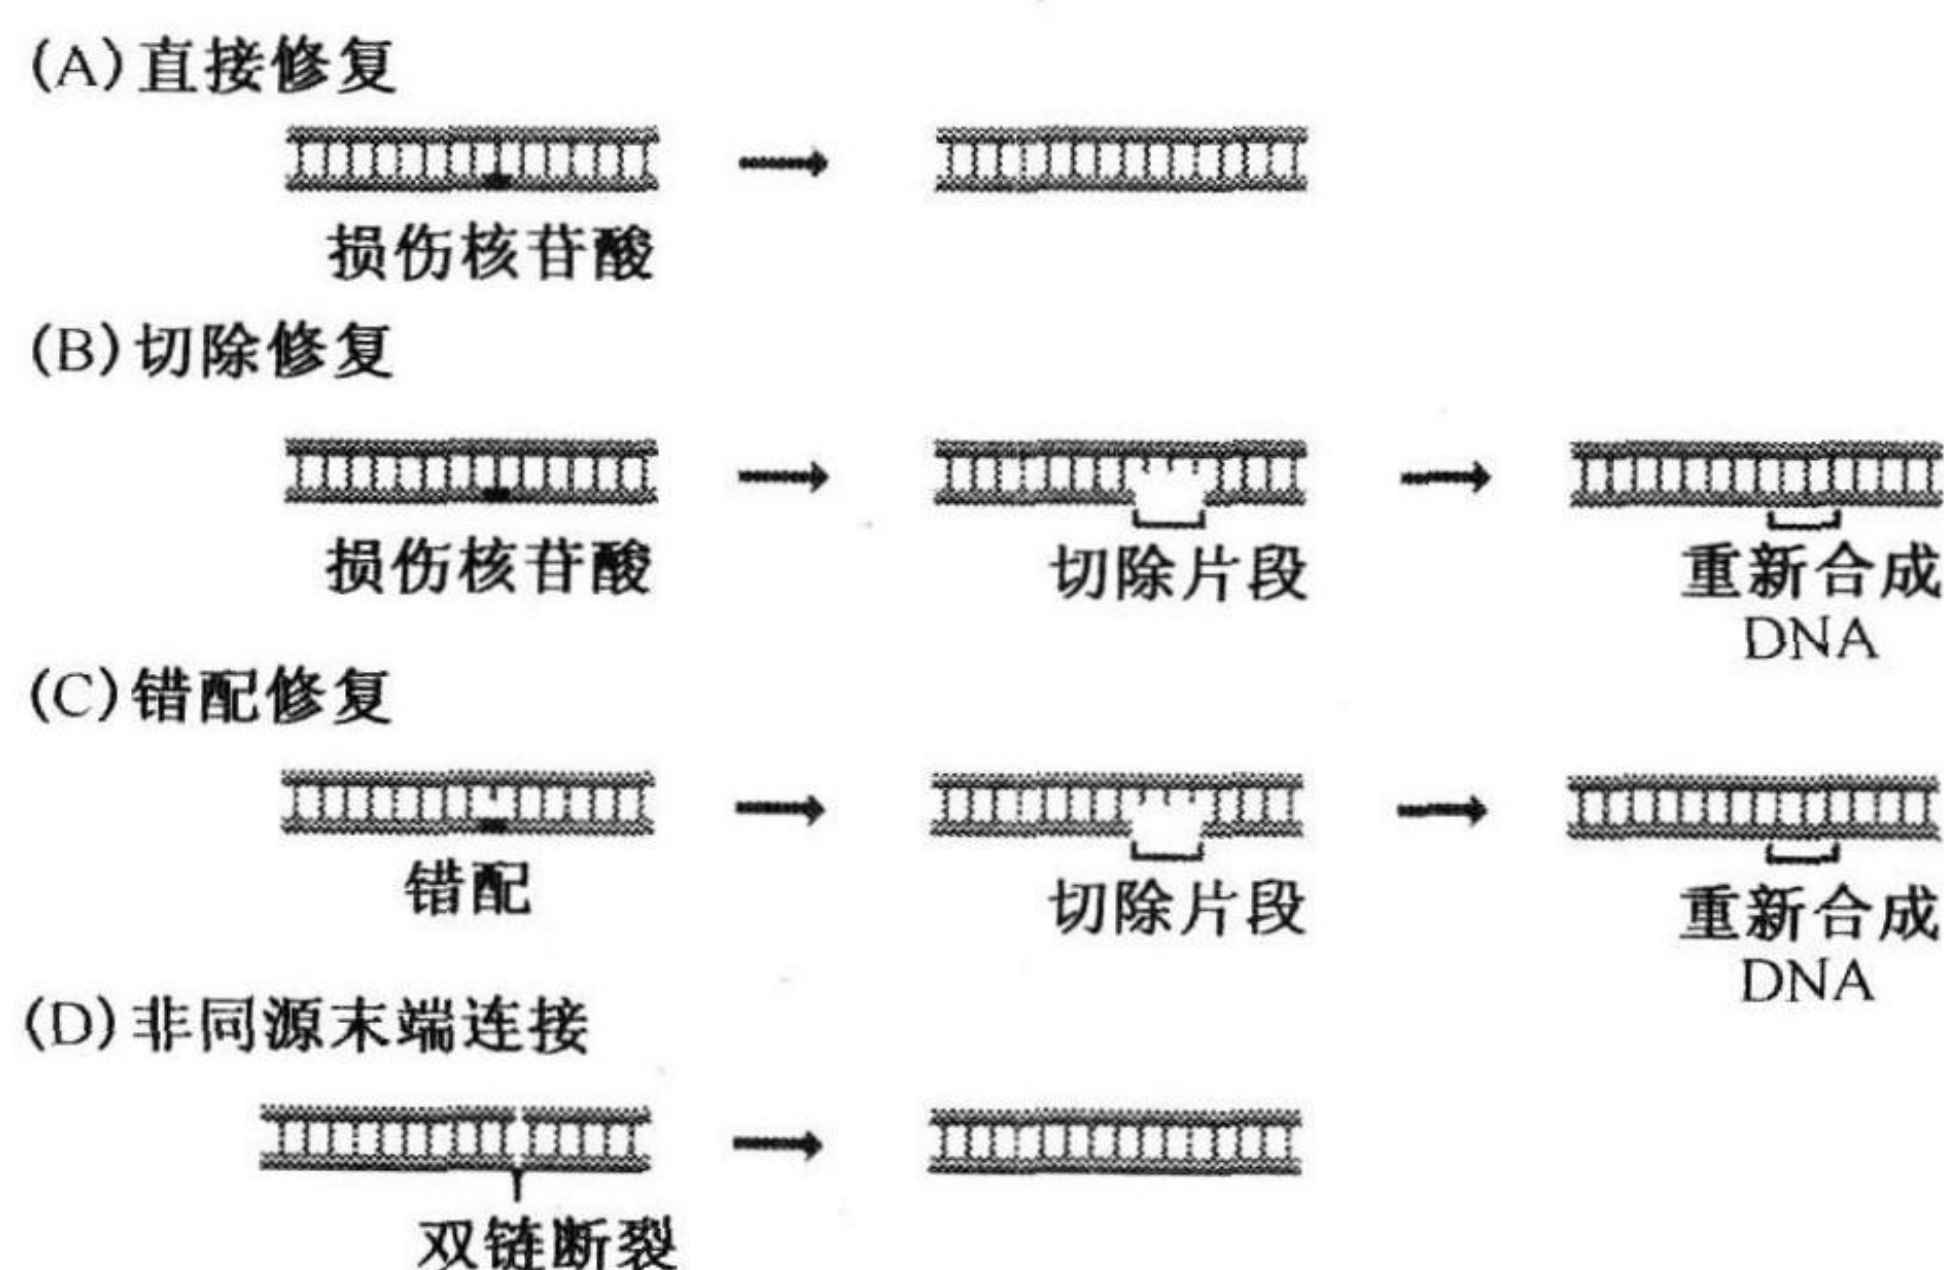 (A)直接修复
损伤核苷酸
(B)切除修复
损伤核苷酸
切除片段
重新合成
DNA
(C)错配修复
错配
切除片段
重新合成
DNA
(D)非同源末端连接
双链断裂